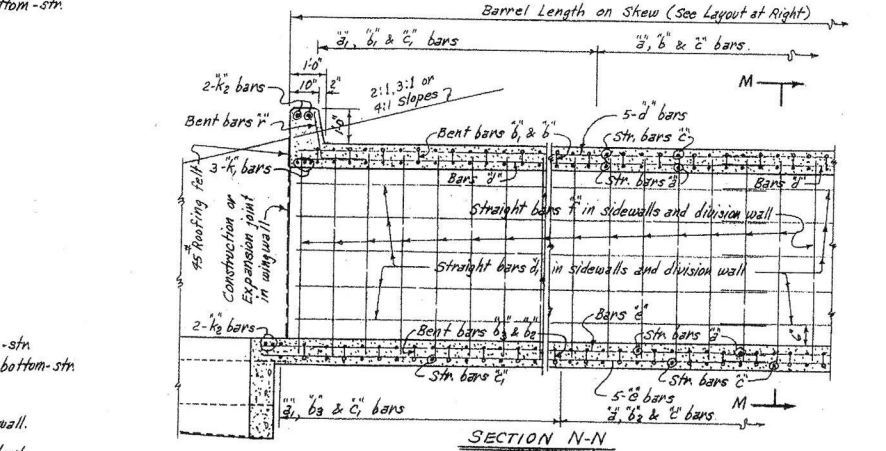 ttom-str.
Barrel Length on Skew (See Layout at Right)
"a₁", "b₁" & "c₁" bars
"a", "b" & "c" bars.
1'-0"
10"
2"
2:1, 3:1 or
4:1 Slopes
M
2-"k₂" bars
Bent bars "r"
1'-0"
5-"d" bars
Str. bars "c"
Bent bars "b₁" & "b"
3-"k₁" bars
Bars "d"
Str. bars "a"
Bars "d"
45# Roofing felt
Construction or
Expansion joint
in wingwall
Straight bars "f" in sidewalls and division wall
Straight bars "d₁" in sidewalls and division wall
6"
2-"k₂" bars
Bent bars "b₃" & "b₂"
Bars "e"
Str. bars "a"
-str.
bottom-str.
Str. bars "c₁"
Str. bars "c"
5-"e" bars
"a₁", "b₃" & "c₁" bars
"a", "b₂" & "c" bars.
M
wall.
SECTION N-N